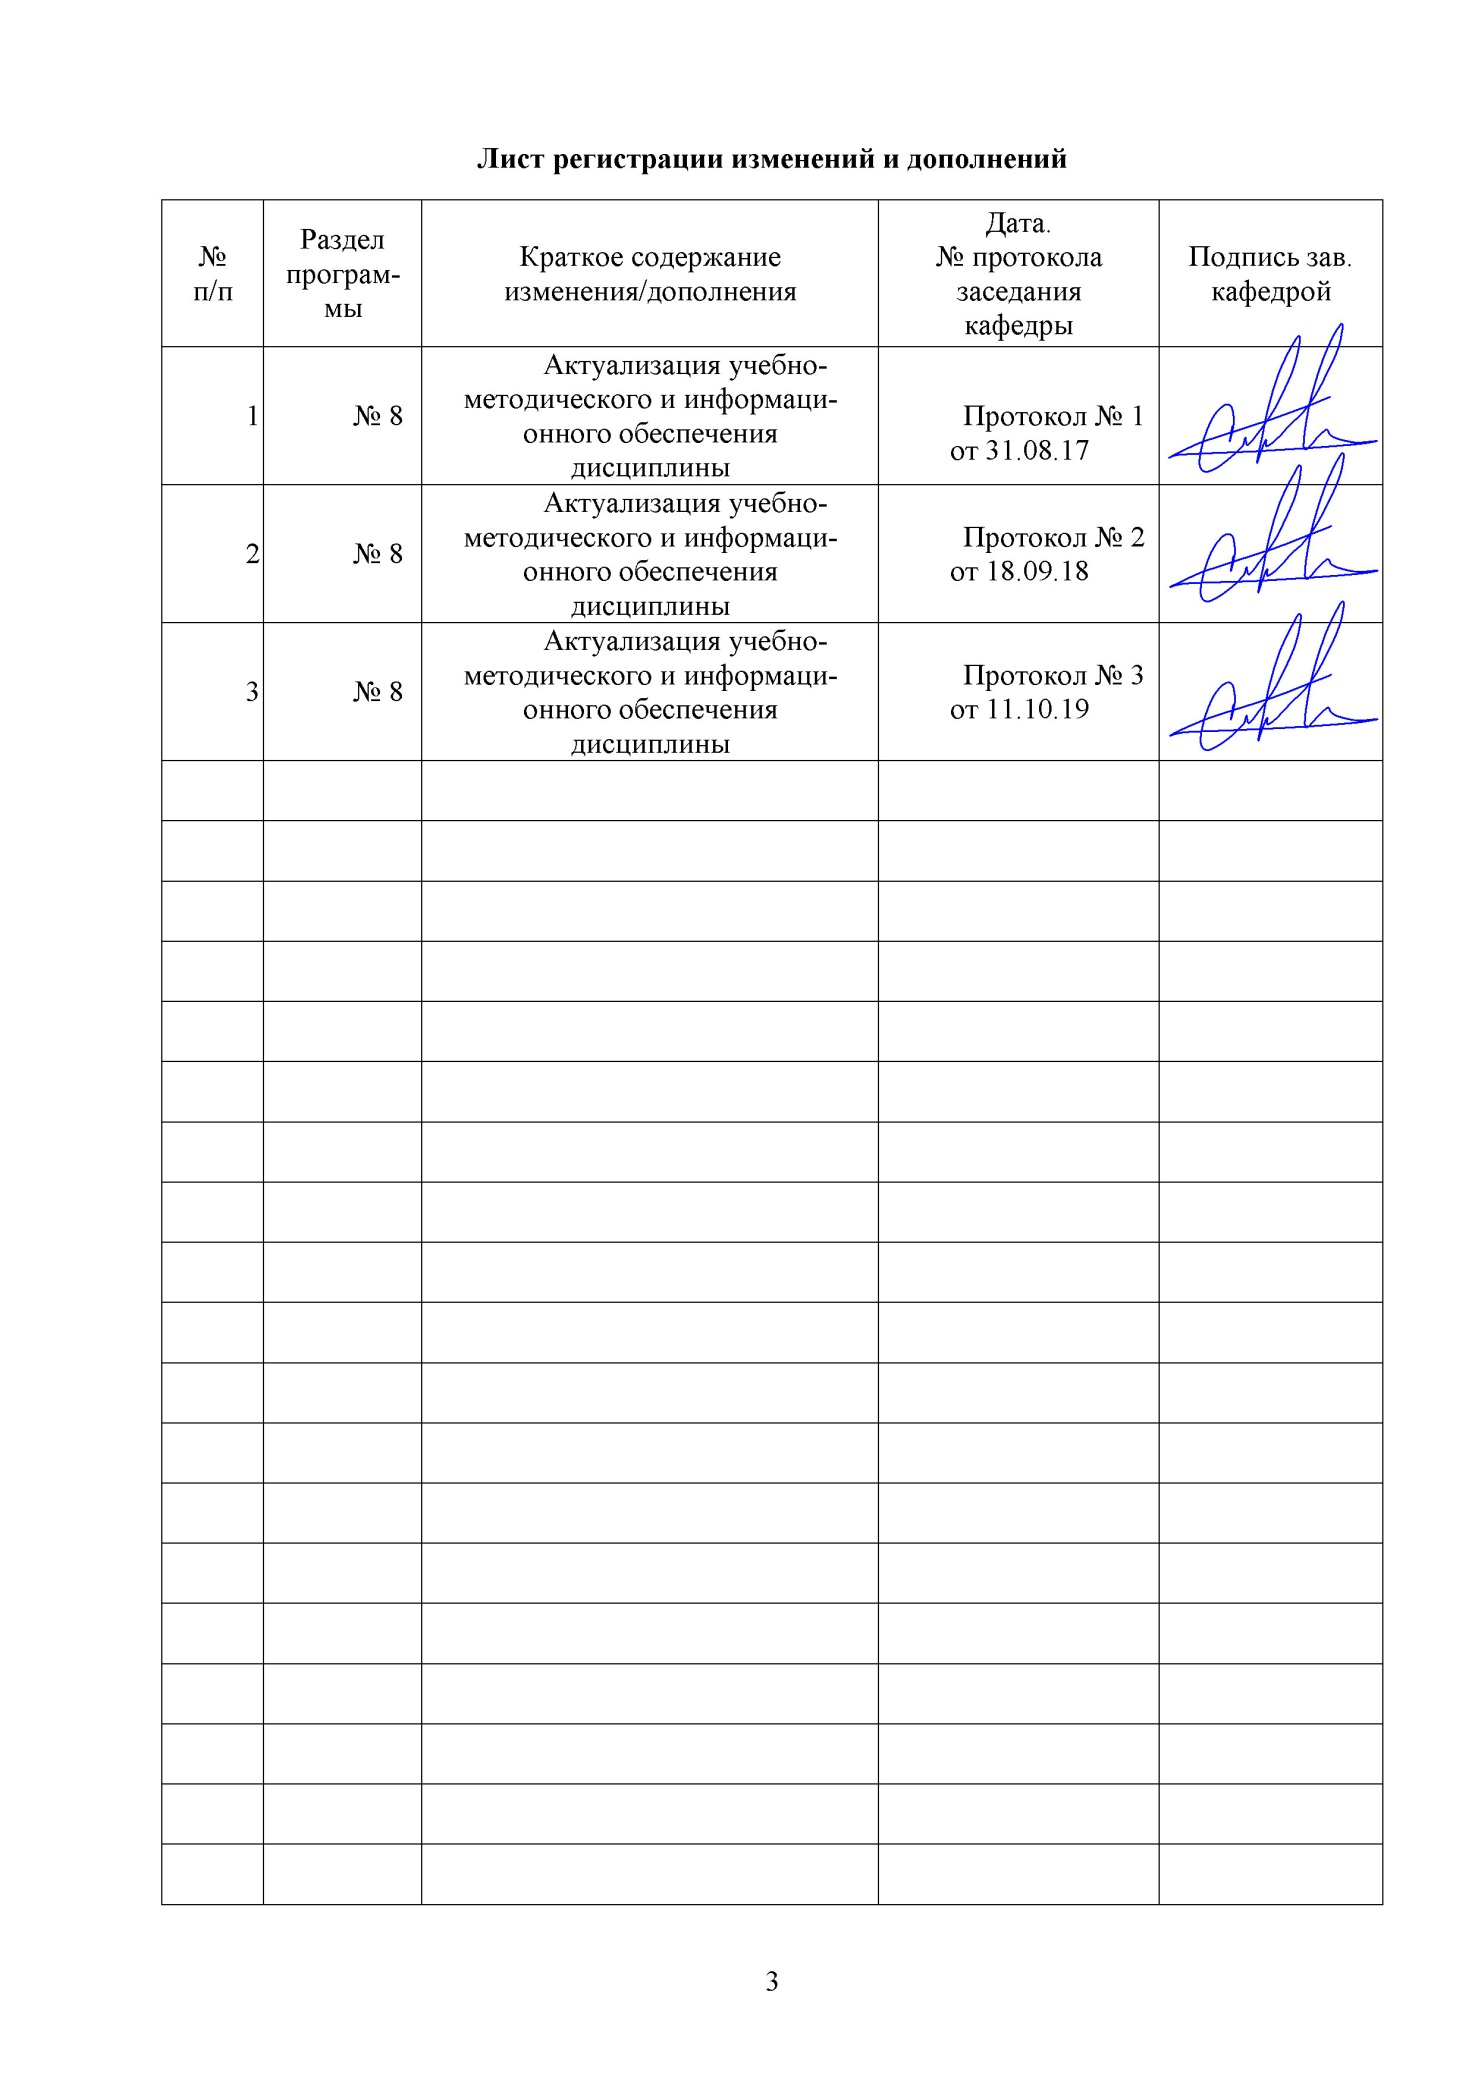 Лист регистрации изменений и дополнений
№
п/п
Раздел
програм-
мы
Краткое содержание
изменения/дополнения
Дата.
№ протокола
заседания
кафедры
Подпись зав.
кафедрой
1
№ 8
Актуализация учебно-
методического и информаци-
онного обеспечения
дисциплины
Протокол № 1
от 31.08.17
2
№ 8
Актуализация учебно-
методического и информаци-
онного обеспечения
дисциплины
Протокол № 2
от 18.09.18
3
№ 8
Актуализация учебно-
методического и информаци-
онного обеспечения
дисциплины
Протокол № 3
от 11.10.19
3